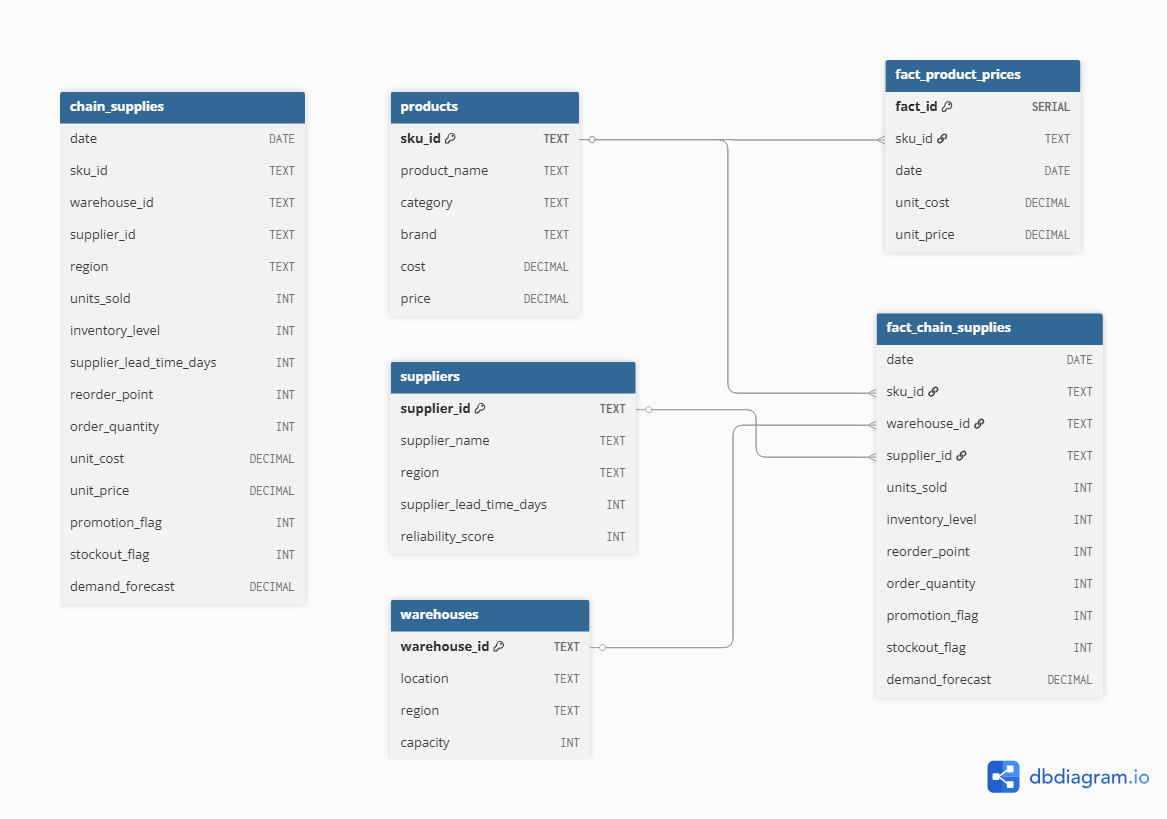 chain_supplies
date DATE
sku_id TEXT
warehouse_id TEXT
supplier_id TEXT
region TEXT
units_sold INT
inventory_level INT
supplier_lead_time_days INT
reorder_point INT
order_quantity INT
unit_cost DECIMAL
unit_price DECIMAL
promotion_flag INT
stockout_flag INT
demand_forecast DECIMAL
products
sku_id TEXT
product_name TEXT
category TEXT
brand TEXT
cost DECIMAL
price DECIMAL
suppliers
supplier_id TEXT
supplier_name TEXT
region TEXT
supplier_lead_time_days INT
reliability_score INT
warehouses
warehouse_id TEXT
location TEXT
region TEXT
capacity INT
fact_product_prices
fact_id SERIAL
sku_id TEXT
date DATE
unit_cost DECIMAL
unit_price DECIMAL
fact_chain_supplies
date DATE
sku_id TEXT
warehouse_id TEXT
supplier_id TEXT
units_sold INT
inventory_level INT
reorder_point INT
order_quantity INT
promotion_flag INT
stockout_flag INT
demand_forecast DECIMAL
dbdiagram.io